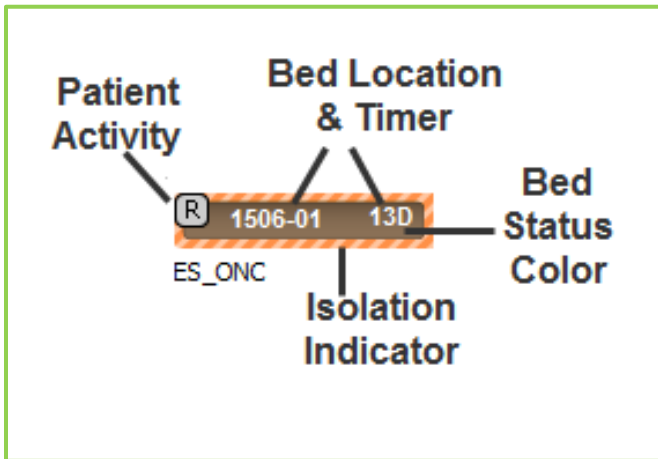 Patient
Activity
Bed Location
& Timer
R
1506-01
13D
Bed
Status
Color
ES_ONC
Isolation
Indicator